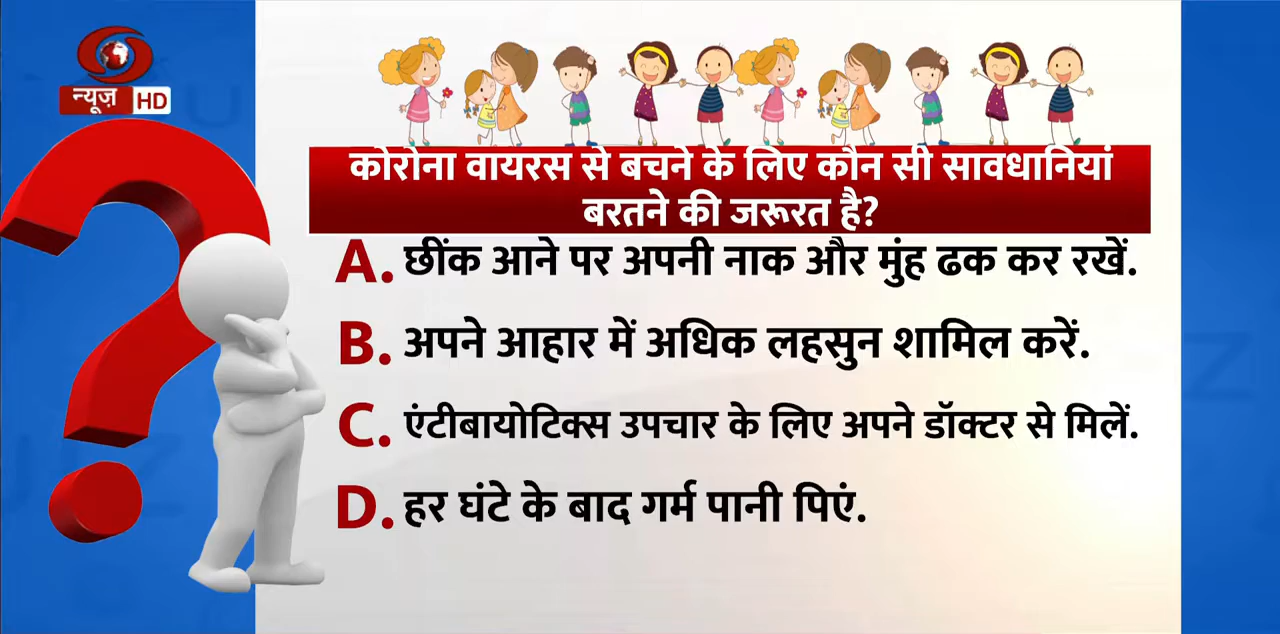 न्यूज़ HD
कोरोना वायरस से बचने के लिए कौन सी सावधानियां
बरतने की जरूरत है?
A. छींक आने पर अपनी नाक और मुंह ढक कर रखें.
B. अपने आहार में अधिक लहसुन शामिल करें.
C. एंटीबायोटिक्स उपचार के लिए अपने डॉक्टर से मिलें.
D. हर घंटे के बाद गर्म पानी पिएं.